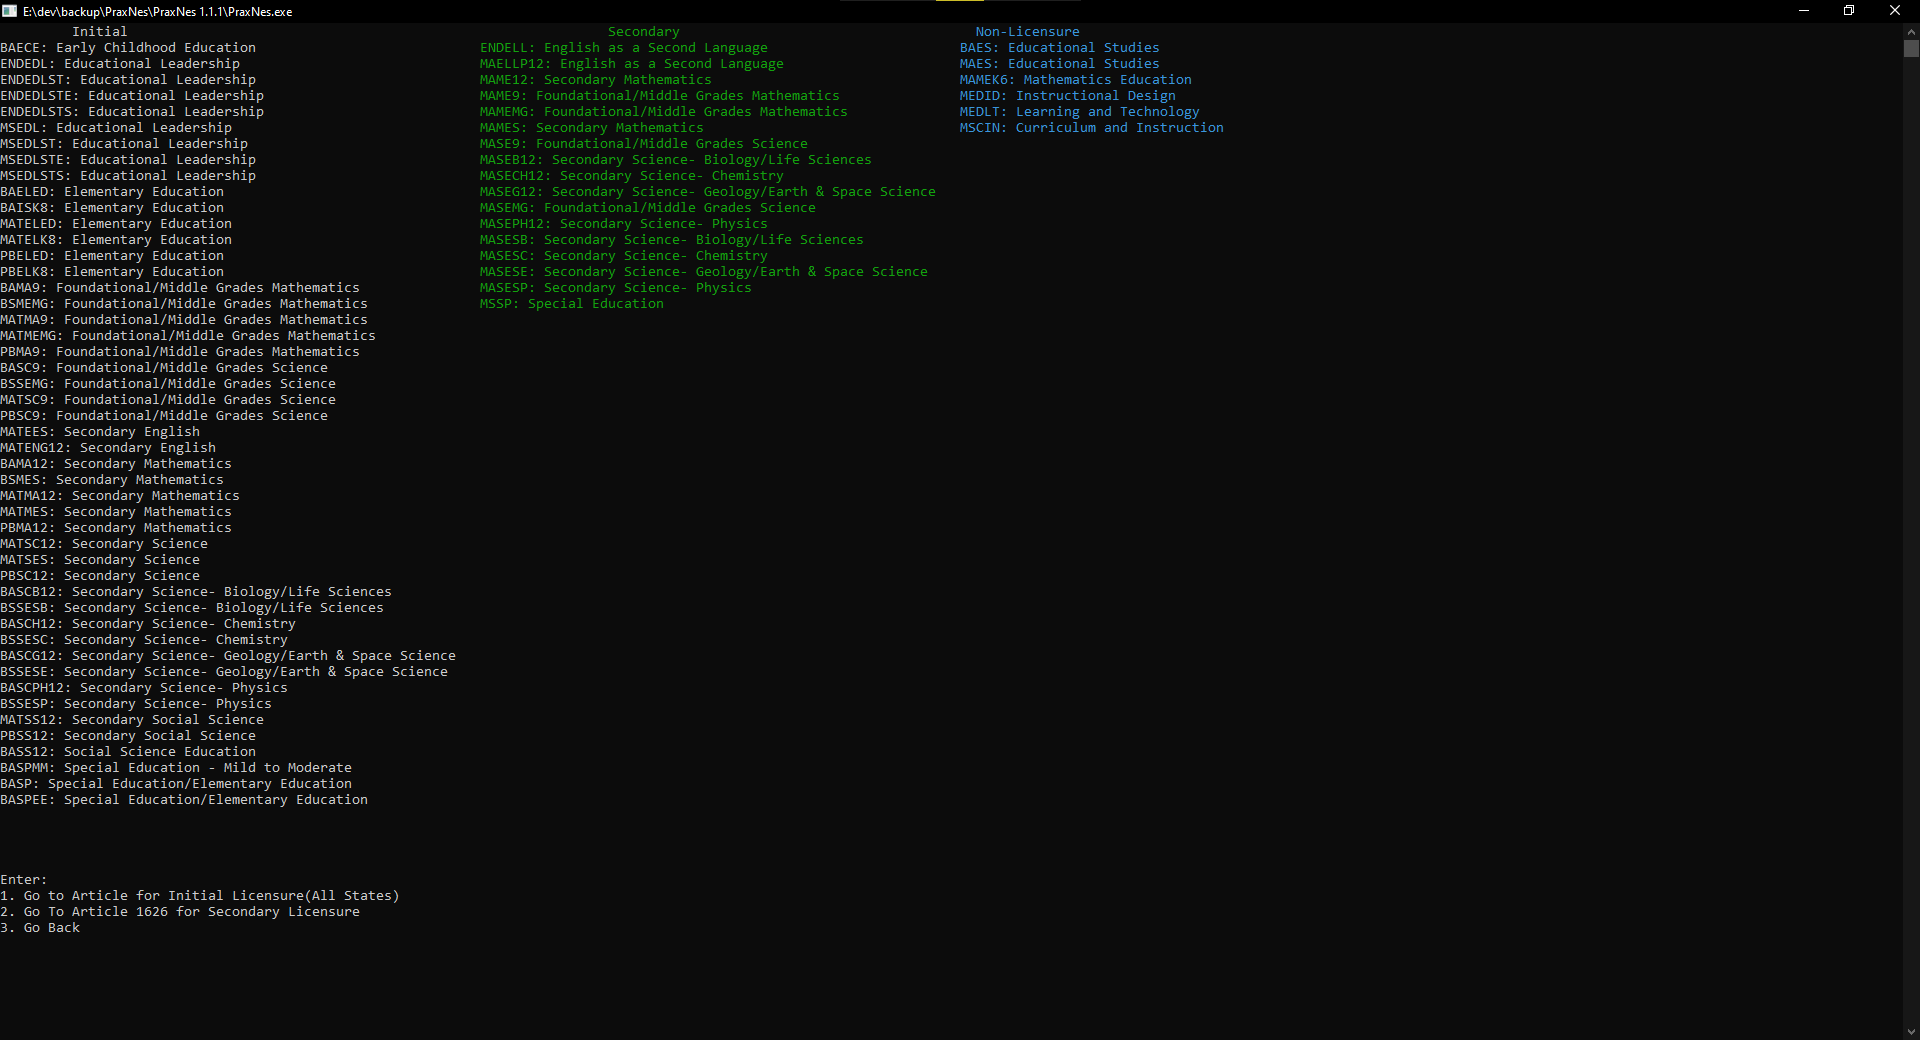 E:\dev\backup\PraxNes\PraxNes 1.1.1\PraxNes.exe
Initial
BAECE: Early Childhood Education
ENDEDL: Educational Leadership
ENDEDLST: Educational Leadership
ENDEDLSTE: Educational Leadership
ENDEDLSTS: Educational Leadership
MSEDL: Educational Leadership
MSEDLST: Educational Leadership
MSEDLSTE: Educational Leadership
MSEDLSTS: Educational Leadership
BAELED: Elementary Education
BAISK8: Elementary Education
MATELED: Elementary Education
MATELK8: Elementary Education
PBELED: Elementary Education
PBELK8: Elementary Education
BAMA9: Foundational/Middle Grades Mathematics
BSMEMG: Foundational/Middle Grades Mathematics
MATMA9: Foundational/Middle Grades Mathematics
MATMEMG: Foundational/Middle Grades Mathematics
PBMA9: Foundational/Middle Grades Mathematics
BASC9: Foundational/Middle Grades Science
BSSEMG: Foundational/Middle Grades Science
MATSC9: Foundational/Middle Grades Science
PBSC9: Foundational/Middle Grades Science
MATEES: Secondary English
MATENG12: Secondary English
BAMA12: Secondary Mathematics
BSMES: Secondary Mathematics
MATMA12: Secondary Mathematics
MATMES: Secondary Mathematics
PBMA12: Secondary Mathematics
MATSC12: Secondary Science
MATSES: Secondary Science
PBSC12: Secondary Science
BASCB12: Secondary Science- Biology/Life Sciences
BSSESB: Secondary Science- Biology/Life Sciences
BASCH12: Secondary Science- Chemistry
BSSESC: Secondary Science- Chemistry
BASCG12: Secondary Science- Geology/Earth & Space Science
BSSESE: Secondary Science- Geology/Earth & Space Science
BASCPH12: Secondary Science- Physics
BSSESP: Secondary Science- Physics
MATSS12: Secondary Social Science
PBSS12: Secondary Social Science
BASS12: Social Science Education
BASPMM: Special Education - Mild to Moderate
BASP: Special Education/Elementary Education
BASPEE: Special Education/Elementary Education
Secondary
ENDELL: English as a Second Language
MAELLP12: English as a Second Language
MAME12: Secondary Mathematics
MAME9: Foundational/Middle Grades Mathematics
MAMEMG: Foundational/Middle Grades Mathematics
MAMES: Secondary Mathematics
MASE9: Foundational/Middle Grades Science
MASEB12: Secondary Science- Biology/Life Sciences
MASECH12: Secondary Science- Chemistry
MASEG12: Secondary Science- Geology/Earth & Space Science
MASEMG: Foundational/Middle Grades Science
MASEPH12: Secondary Science- Physics
MASESB: Secondary Science- Biology/Life Sciences
MASESC: Secondary Science- Chemistry
MASESE: Secondary Science- Geology/Earth & Space Science
MASESP: Secondary Science- Physics
MSSP: Special Education
Non-Licensure
BAES: Educational Studies
MAES: Educational Studies
MAMEK6: Mathematics Education
MEDID: Instructional Design
MEDLT: Learning and Technology
MSCIN: Curriculum and Instruction
Enter:
1. Go to Article for Initial Licensure(All States)
2. Go To Article 1626 for Secondary Licensure
3. Go Back